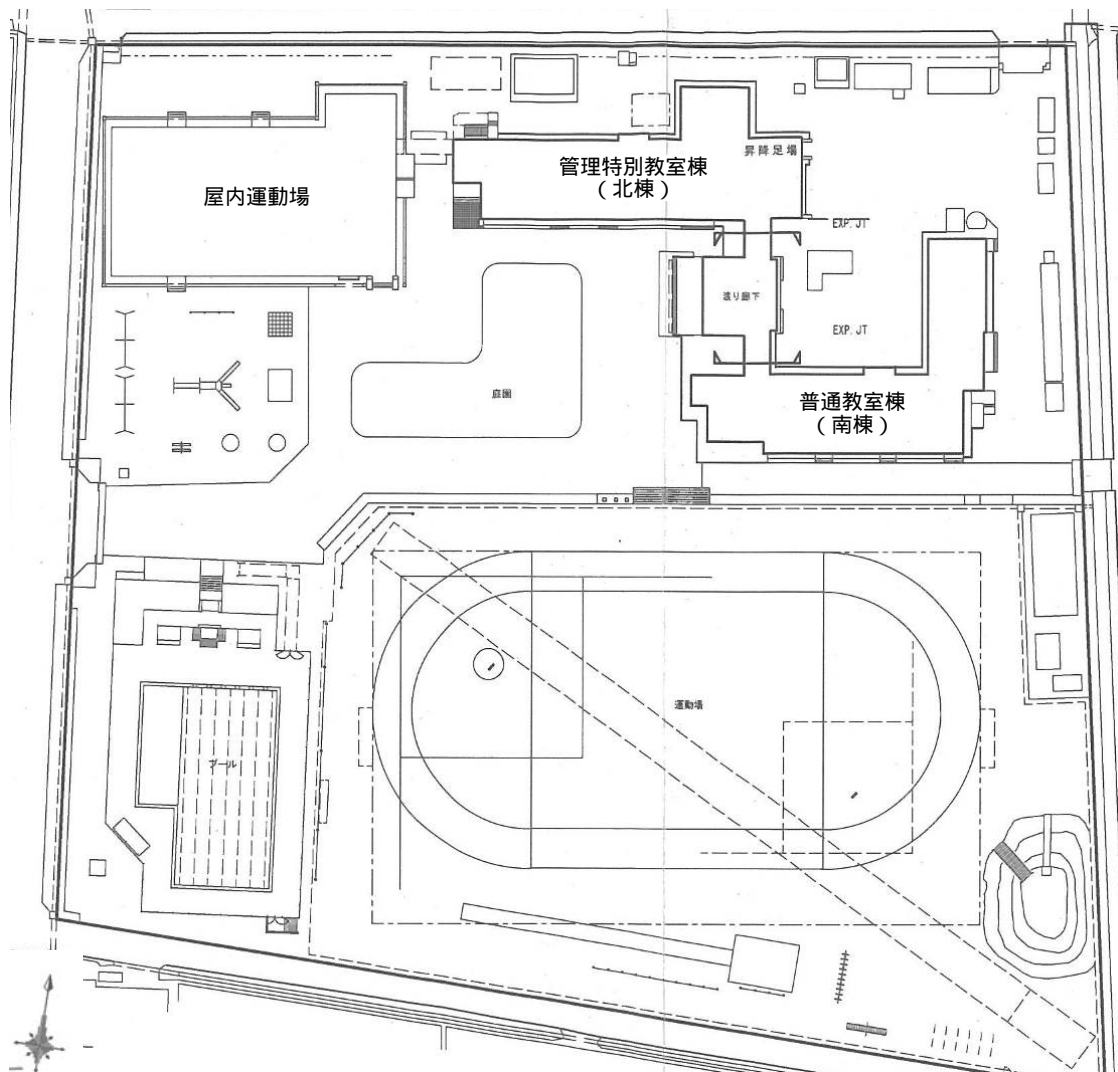 屋内運動場
管理特別教室棟
（北棟）
昇降足場
EXP. JT
渡り廊下
EXP. JT
庭園
普通教室棟
（南棟）
運動場
プール